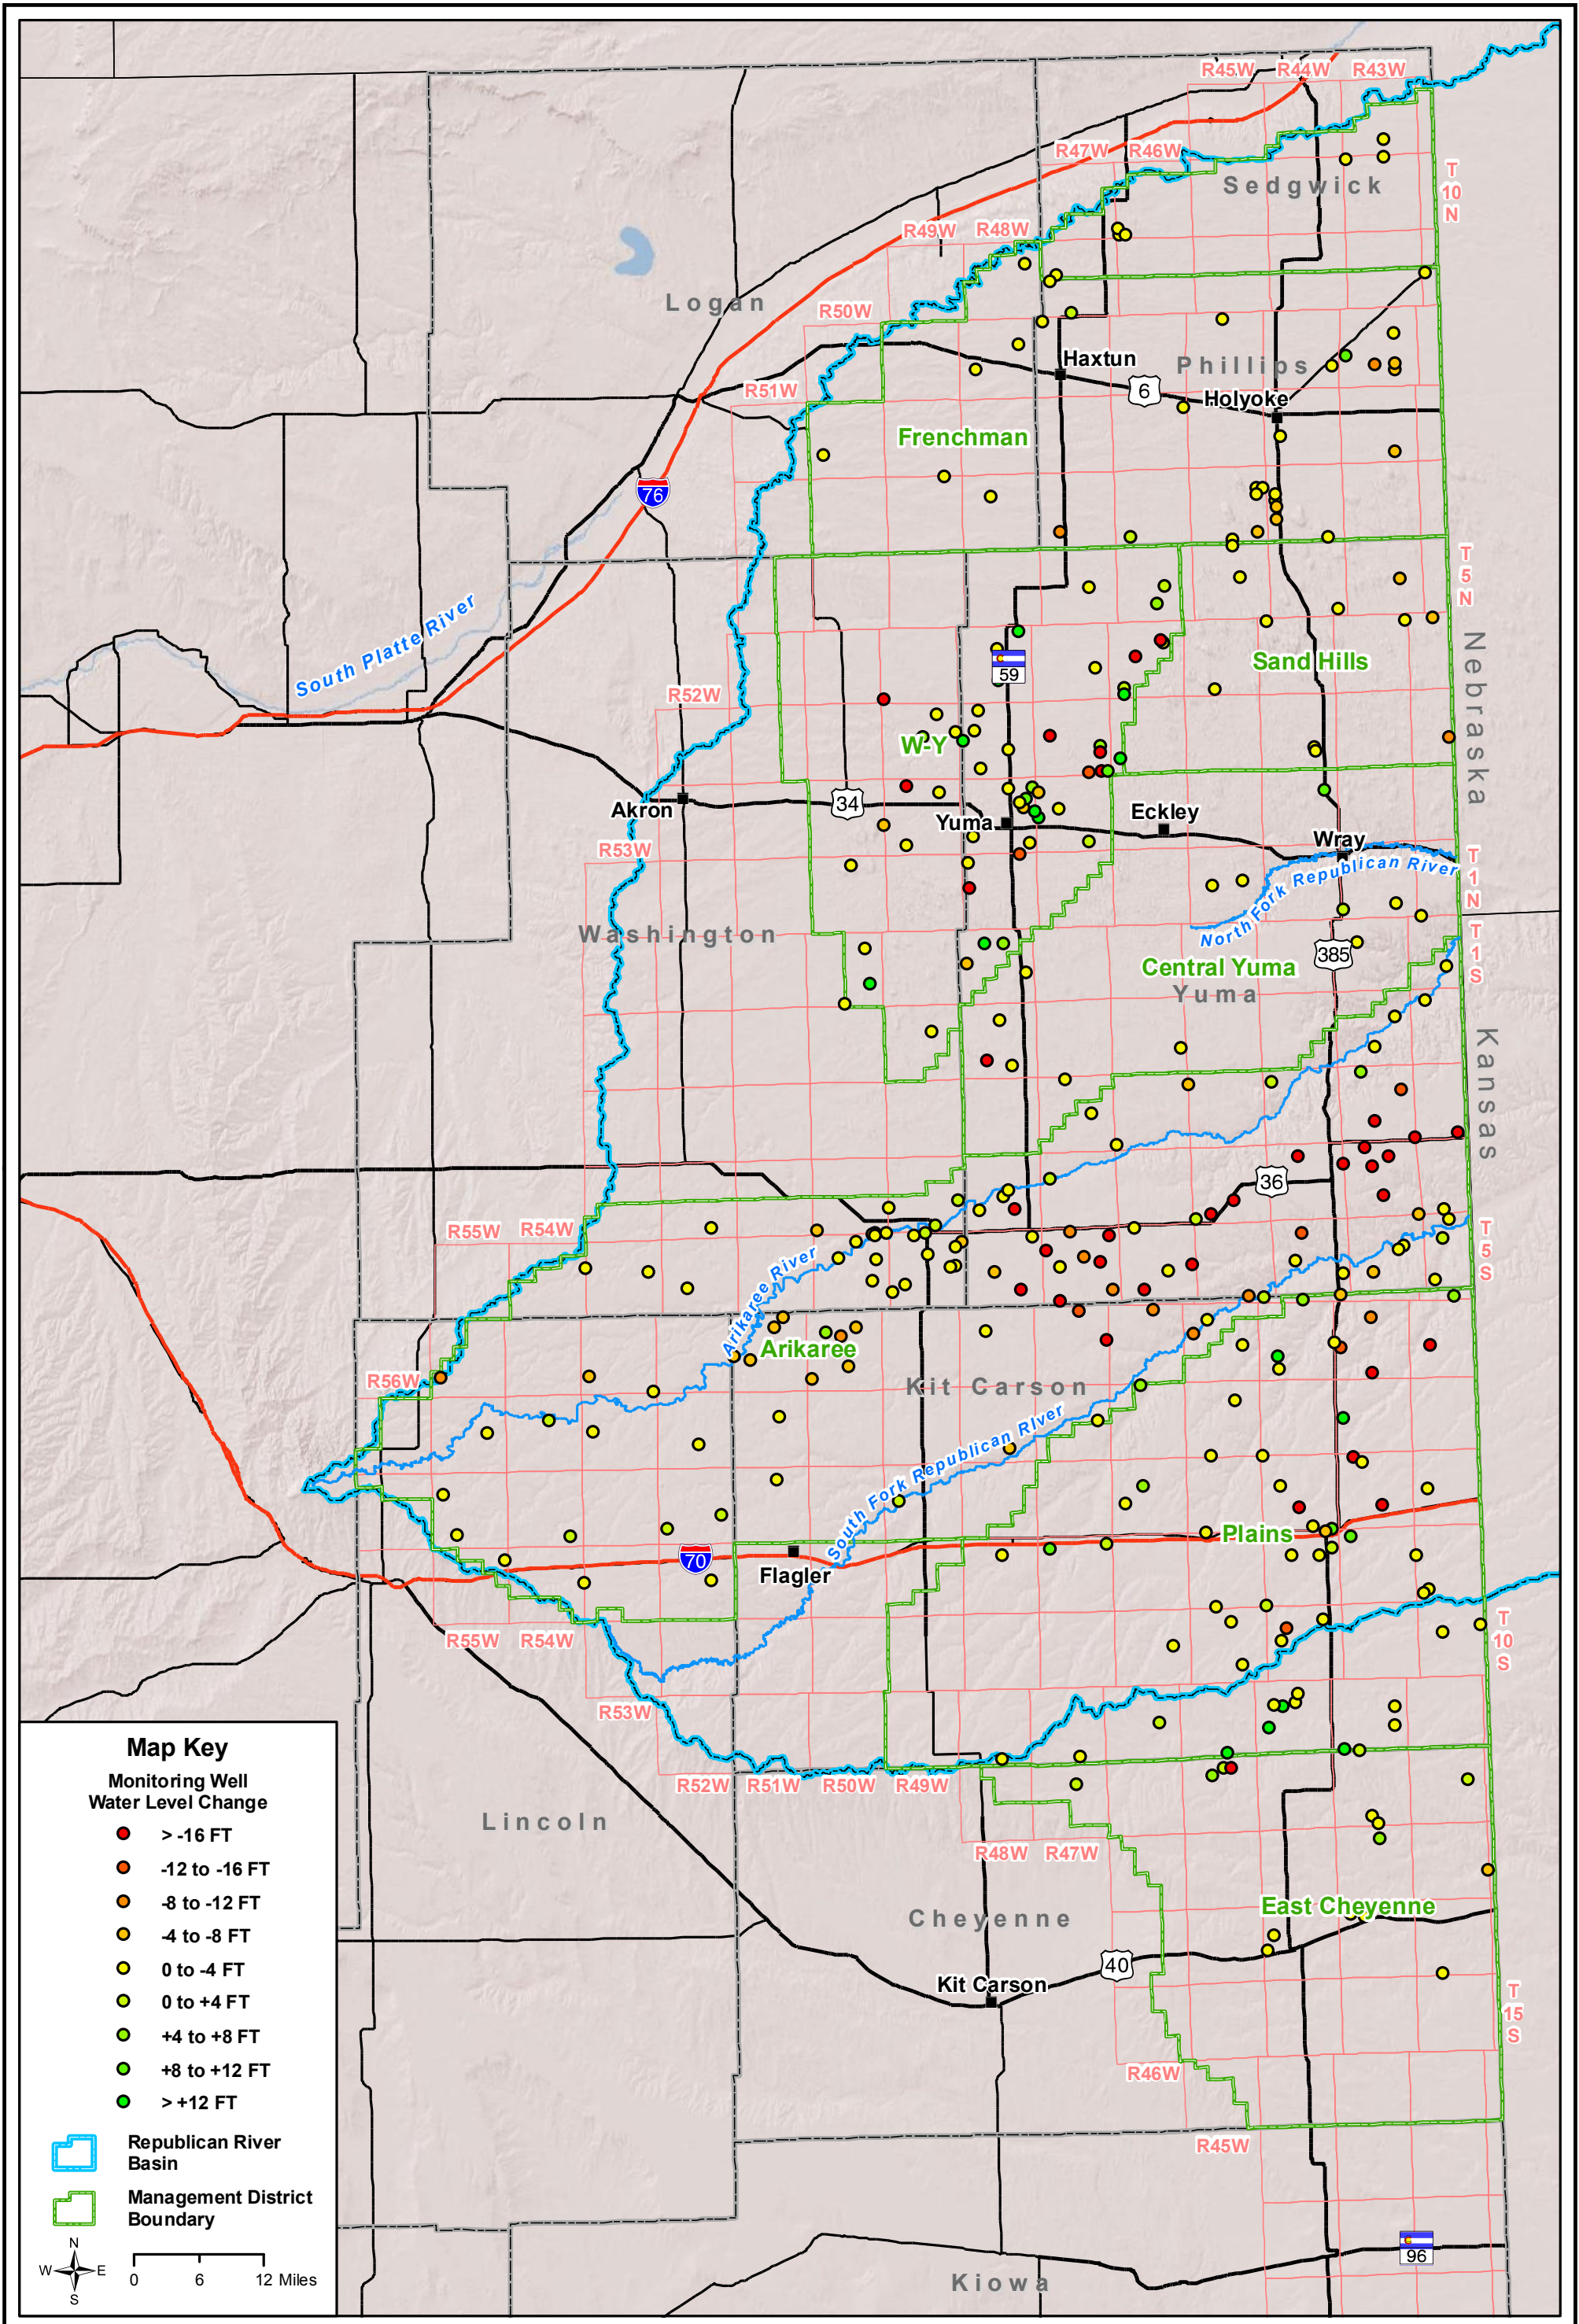 R45W R44W R43W
R47W R46W
Sedgwick
T
10
N
R49W R48W
Logan
R50W
Haxtun
Phillips
6
R51W
Holyoke
Frenchman
76
T
5
N
South Platte River
Nebraska
Sand Hills
59
R52W
W-Y
34
Akron
Yuma
Eckley
Wray
R53W
North Fork Republican River
T
1
N
Washington
T
1
S
385
Central Yuma
Yuma
Kansas
36
R55W R54W
T
5
S
Arikaree River
Arikaree
R56W
Kit Carson
South Fork Republican RIver
Plains
70
Flagler
R55W R54W
T
10
S
R53W
R52W R51W R50W R49W
Lincoln
R48W R47W
East Cheyenne
Cheyenne
40
Kit Carson
T
15
S
R46W
R45W
96
Kiowa
Map Key
Monitoring Well
Water Level Change
> -16 FT
-12 to -16 FT
-8 to -12 FT
-4 to -8 FT
0 to -4 FT
0 to +4 FT
+4 to +8 FT
+8 to +12 FT
> +12 FT
Republican River
Basin
Management District
Boundary
N
W E
S
0 6 12 Miles